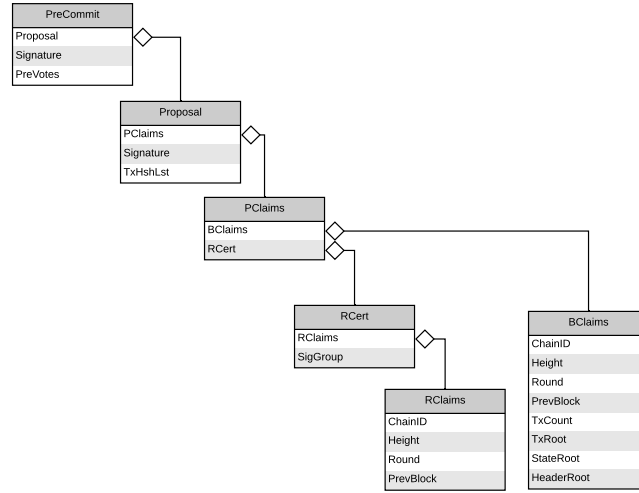 PreCommit
Proposal
Signature
PreVotes
Proposal
PClaims
Signature
TxHshLst
PClaims
BClaims
RCert
RCert
RClaims
SigGroup
RClaims
ChainID
Height
Round
PrevBlock
BClaims
ChainID
Height
Round
PrevBlock
TxCount
TxRoot
StateRoot
HeaderRoot